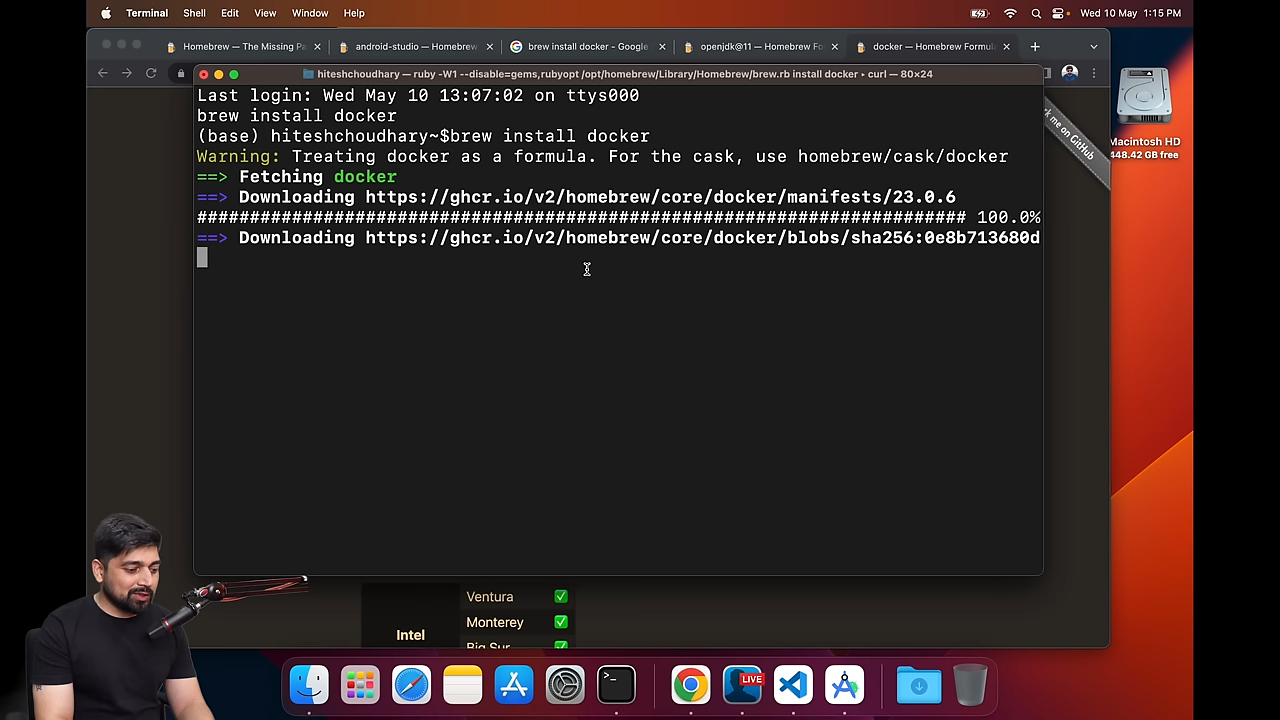 Terminal Shell Edit View Window Help Wed 10 May 1:15 PM
Homebrew — The Missing Pa android-studio — Homebrew brew install docker - Google openjdk@11 — Homebrew Fo docker — Homebrew Formul
hiteshchoudhary — ruby -W1 --disable=gems,rubyopt /opt/homebrew/Library/Homebrew/brew.rb install docker ▸ curl — 80×24
Last login: Wed May 10 13:07:02 on ttys000
brew install docker
(base) hiteshchoudhary~$brew install docker
Warning: Treating docker as a formula. For the cask, use homebrew/cask/docker
==> Fetching docker
==> Downloading https://ghcr.io/v2/homebrew/core/docker/manifests/23.0.6
######################################################################### 100.0%
==> Downloading https://ghcr.io/v2/homebrew/core/docker/blobs/sha256:0e8b713680d
rk me on GitHub
Macintosh HD
448.42 GB free
Intel
Ventura
Monterey
Big Sur
LIVE